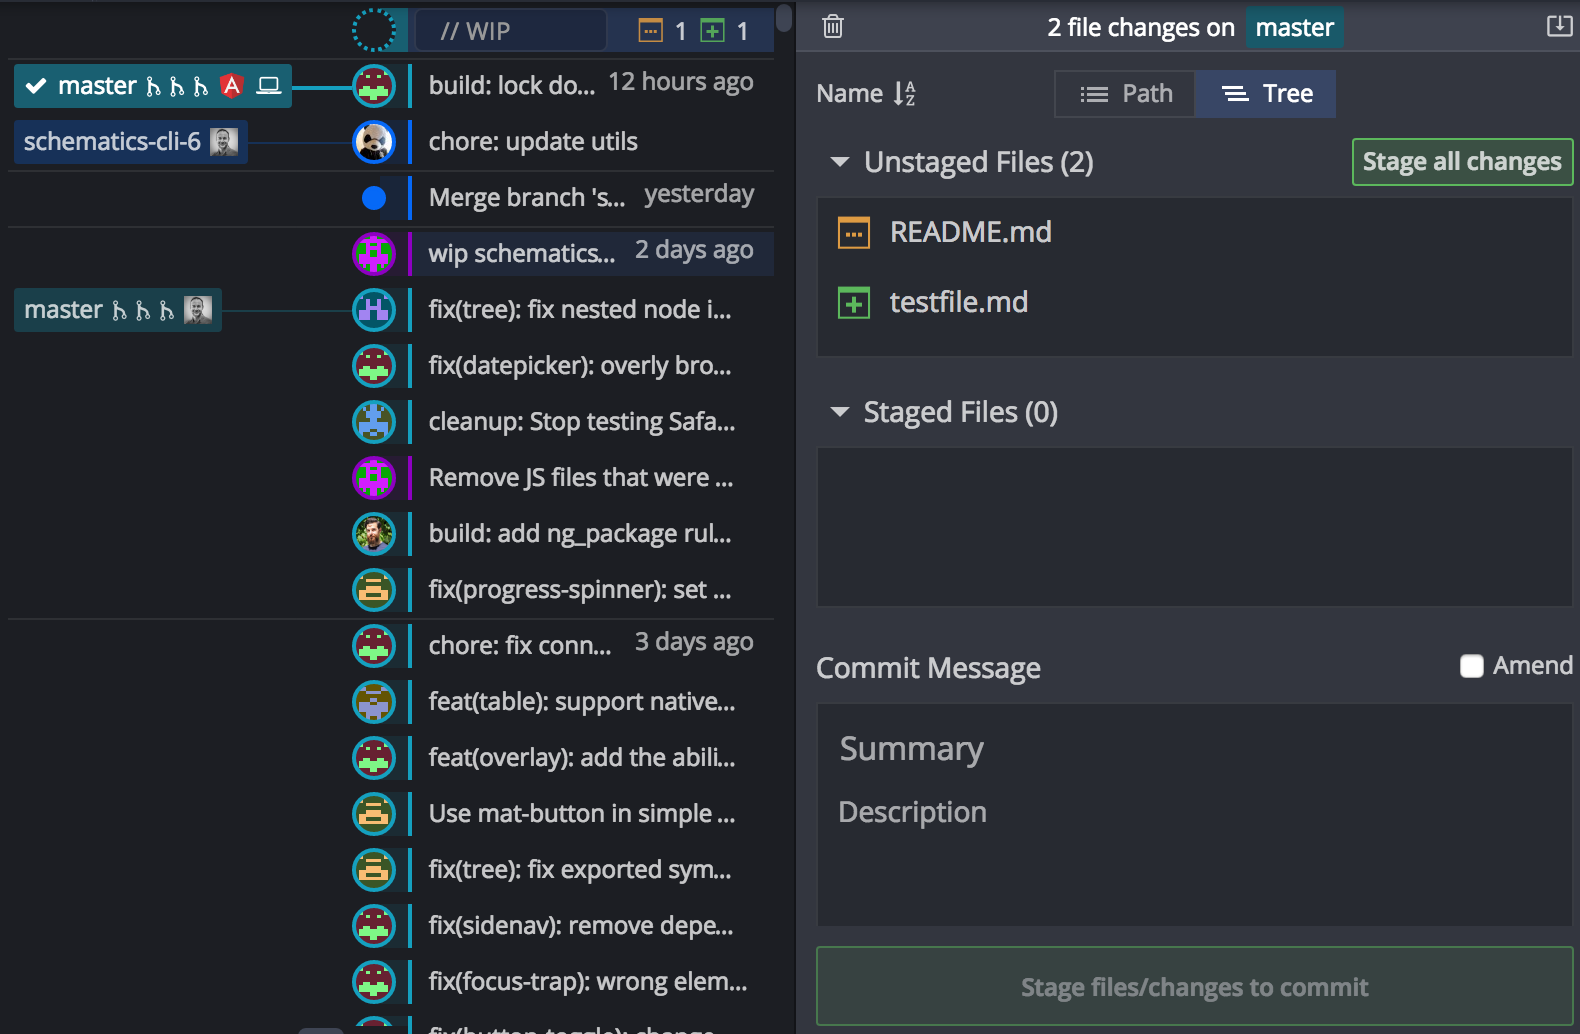 // WIP 1 1
master build: lock do... 12 hours ago
schematics-cli-6 chore: update utils
Merge branch 's... yesterday
wip schematics... 2 days ago
master fix(tree): fix nested node i...
fix(datepicker): overly bro...
cleanup: Stop testing Safa...
Remove JS files that were ...
build: add ng_package rul...
fix(progress-spinner): set ...
chore: fix conn... 3 days ago
feat(table): support native...
feat(overlay): add the abili...
Use mat-button in simple ...
fix(tree): fix exported sym...
fix(sidenav): remove depe...
fix(focus-trap): wrong elem...
fix(button-toggle): change
2 file changes on master
Name Path Tree
Unstaged Files (2) Stage all changes
README.md
testfile.md
Staged Files (0)
Commit Message Amend
Summary
Description
Stage files/changes to commit